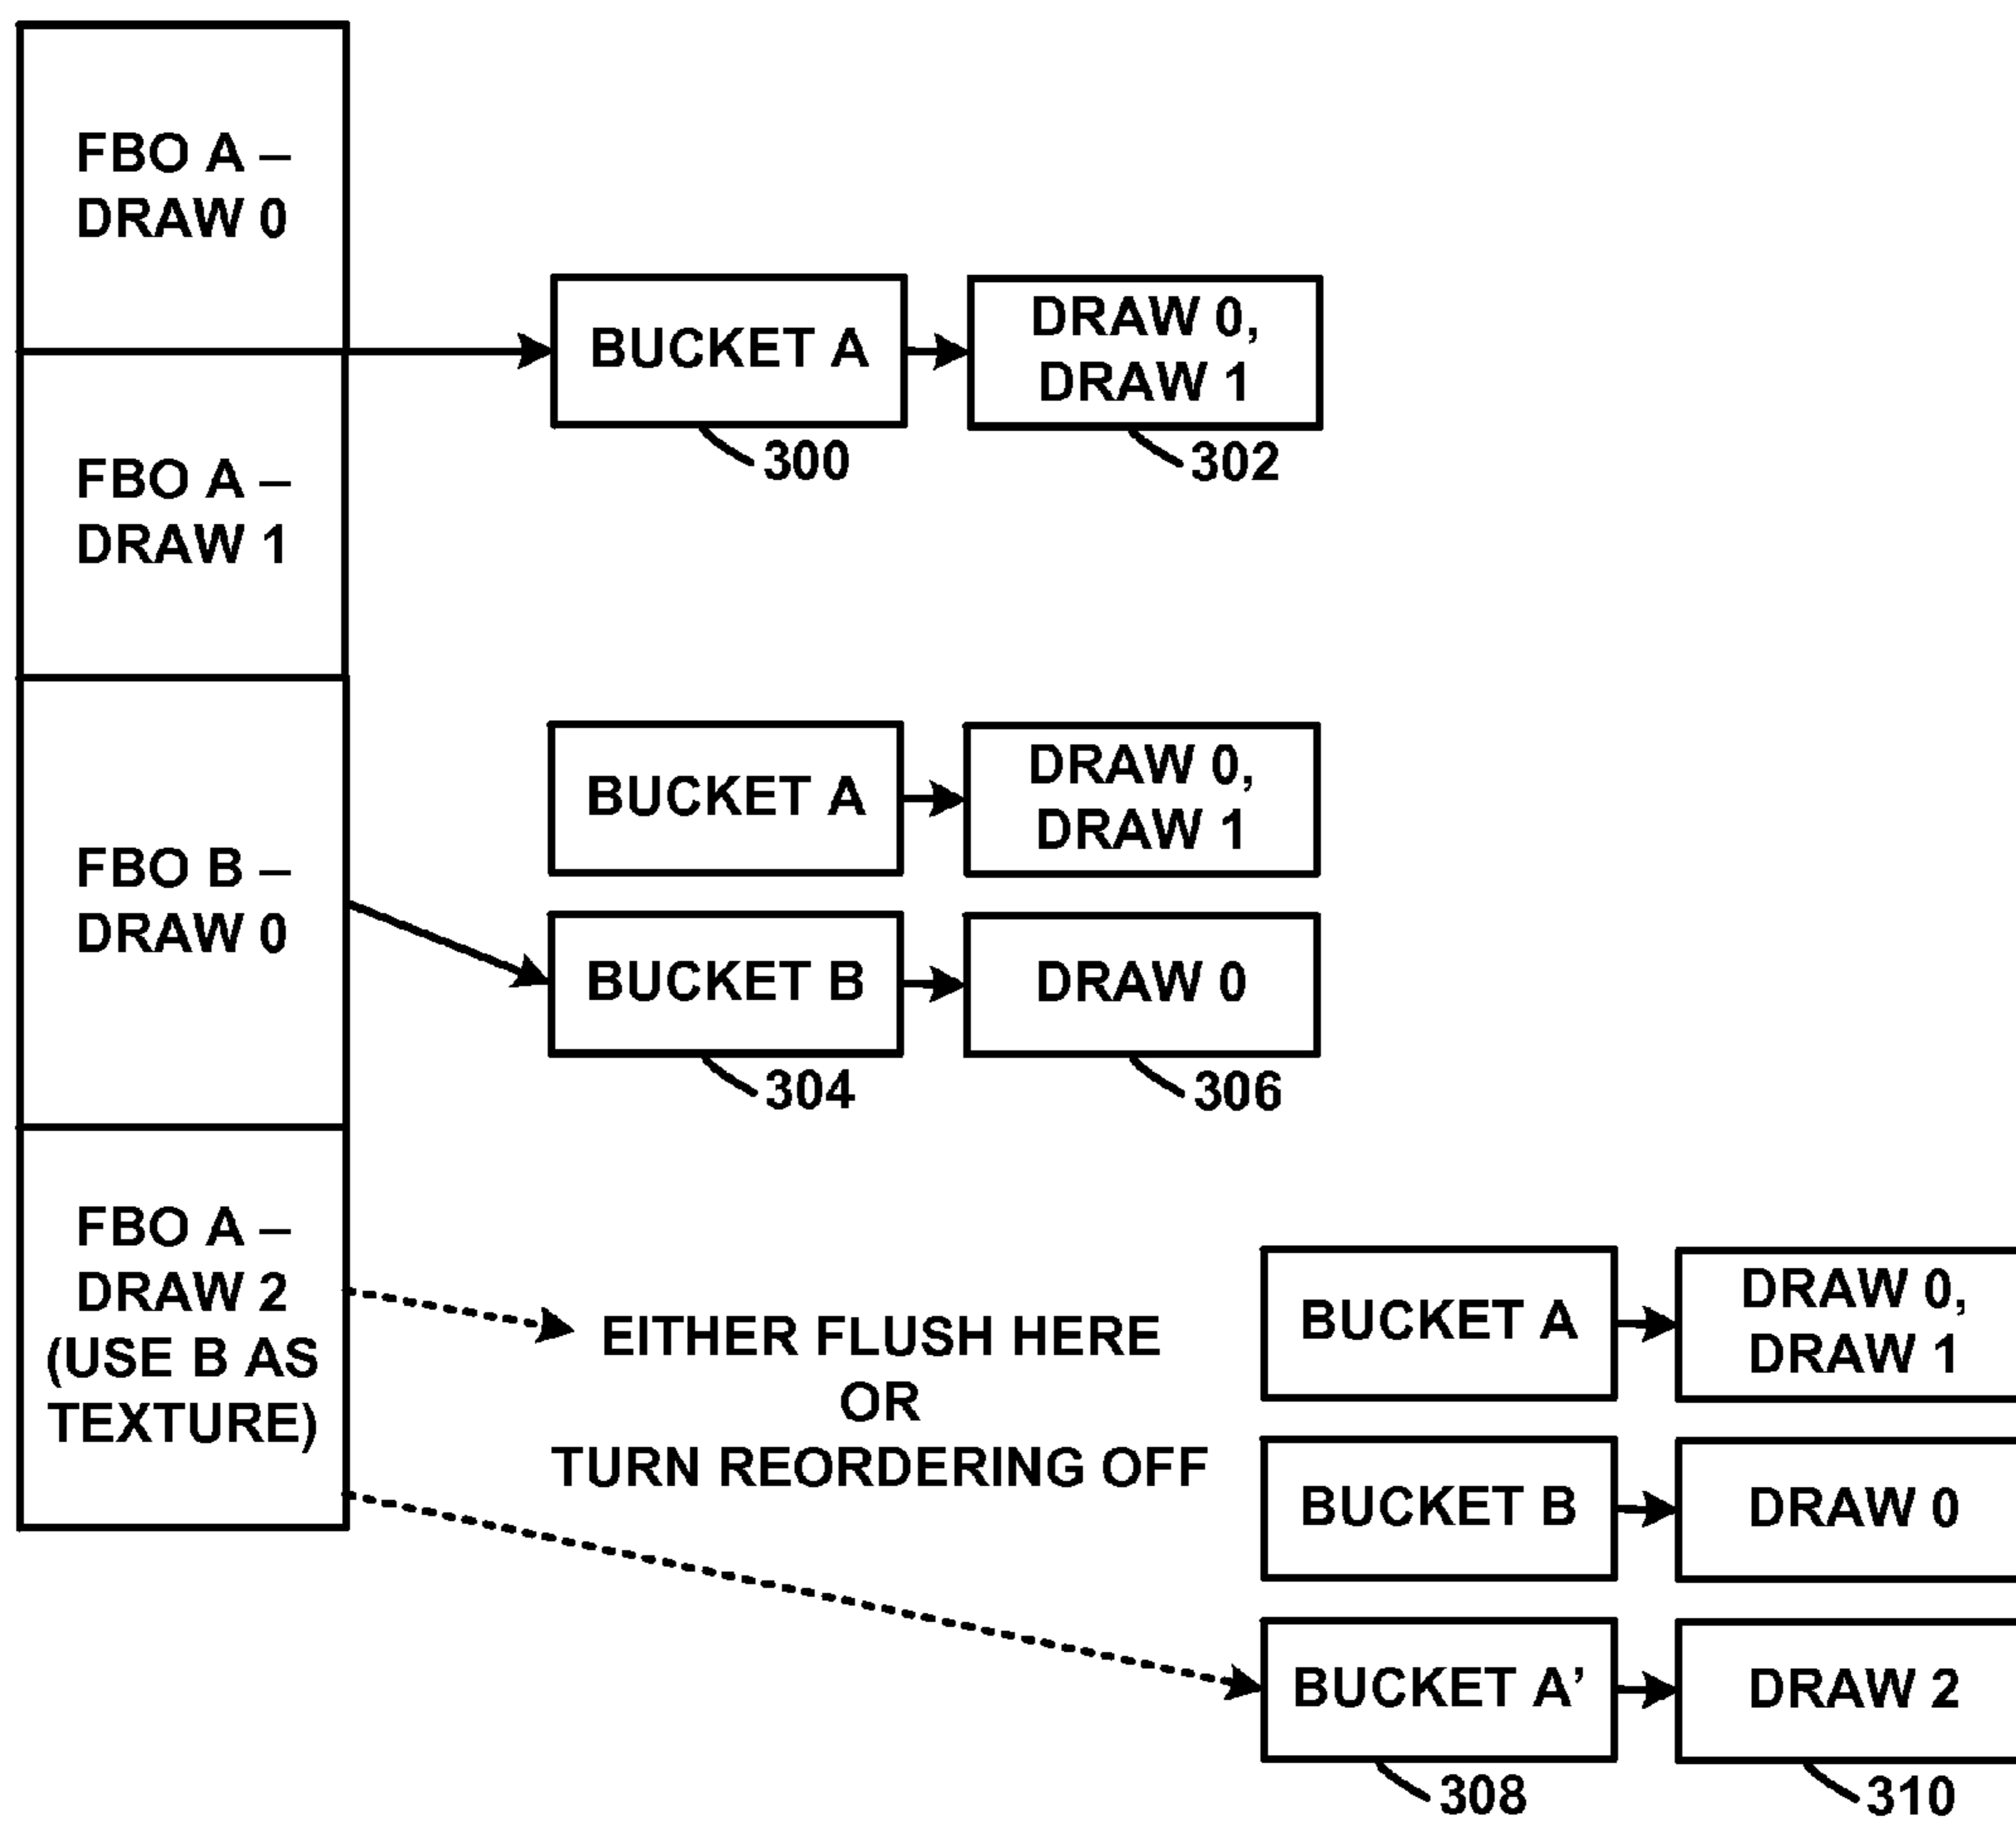 FBO A –
DRAW 0
BUCKET A
DRAW 0,
DRAW 1
300
302
FBO A –
DRAW 1
BUCKET A
DRAW 0,
DRAW 1
FBO B –
DRAW 0
BUCKET B
DRAW 0
304
306
FBO A –
DRAW 2
(USE B AS
TEXTURE)
EITHER FLUSH HERE
OR
TURN REORDERING OFF
BUCKET A
DRAW 0,
DRAW 1
BUCKET B
DRAW 0
BUCKET A’
DRAW 2
308
310